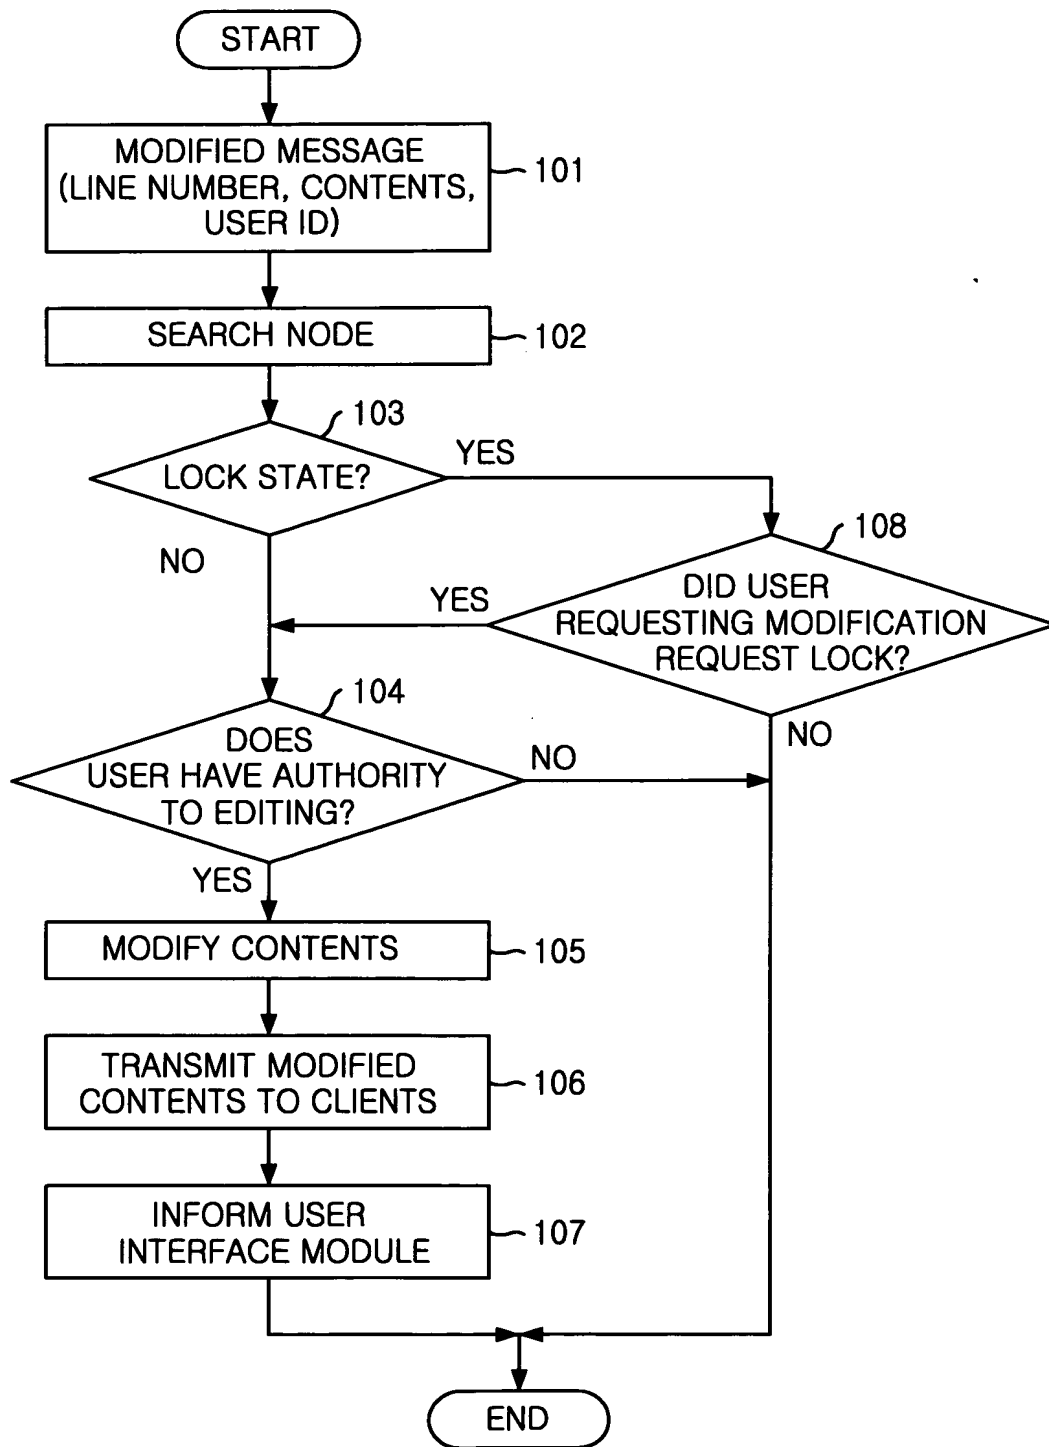 START
MODIFIED MESSAGE
(LINE NUMBER, CONTENTS,
USER ID)
101
SEARCH NODE
102
103
LOCK STATE?
YES
NO
108
DID USER
REQUESTING MODIFICATION
REQUEST LOCK?
YES
NO
104
DOES
USER HAVE AUTHORITY
TO EDITING?
NO
YES
MODIFY CONTENTS
105
TRANSMIT MODIFIED
CONTENTS TO CLIENTS
106
INFORM USER
INTERFACE MODULE
107
END